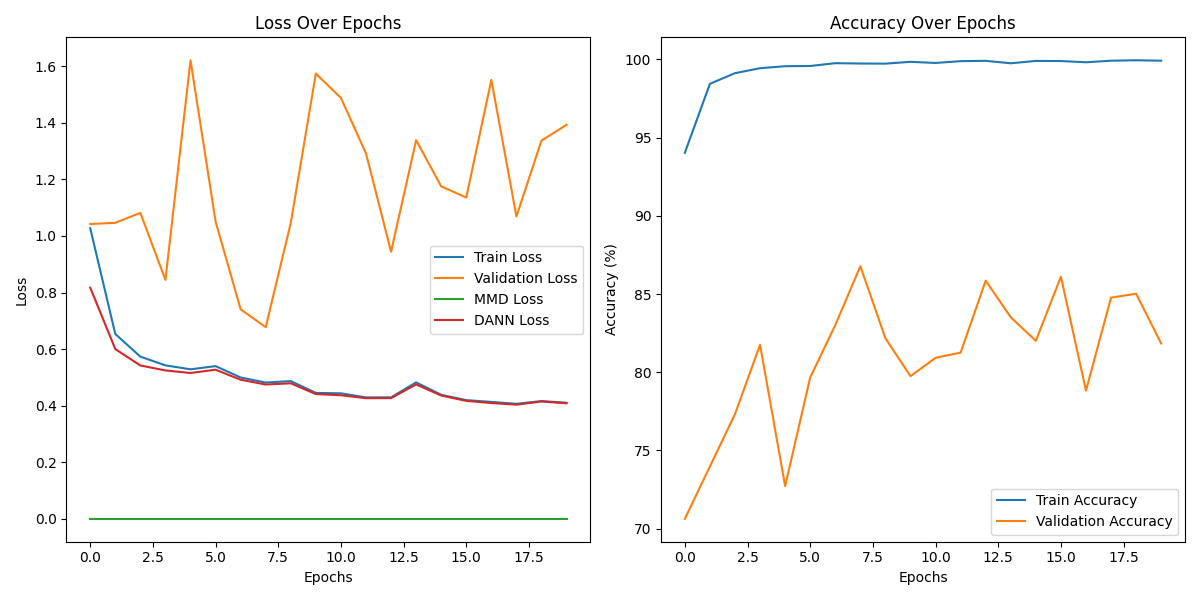 Loss Over Epochs
Loss
1.6
1.4
1.2
1.0
0.8
0.6
0.4
0.2
0.0
Train Loss
Validation Loss
MMD Loss
DANN Loss
0.0 2.5 5.0 7.5 10.0 12.5 15.0 17.5
Epochs
Accuracy Over Epochs
Accuracy (%)
100
95
90
85
80
75
70
Train Accuracy
Validation Accuracy
0.0 2.5 5.0 7.5 10.0 12.5 15.0 17.5
Epochs